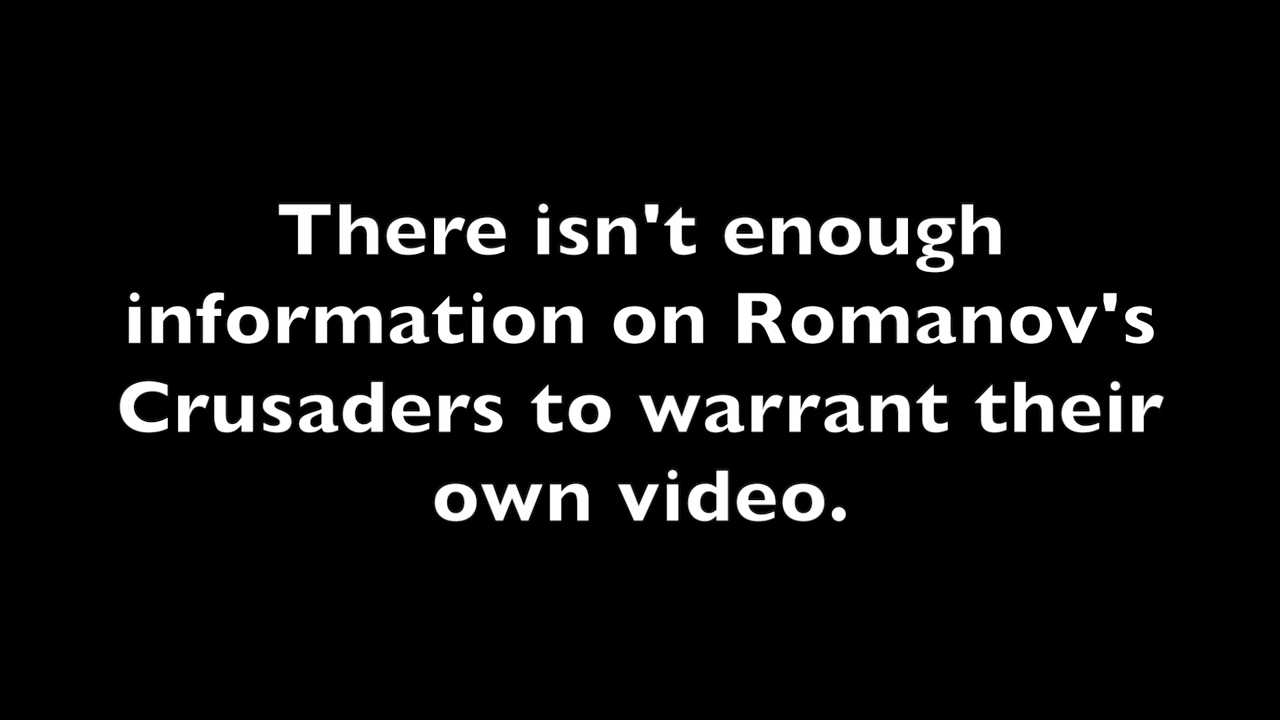 There isn't enough
information on Romanov's
Crusaders to warrant their
own video.